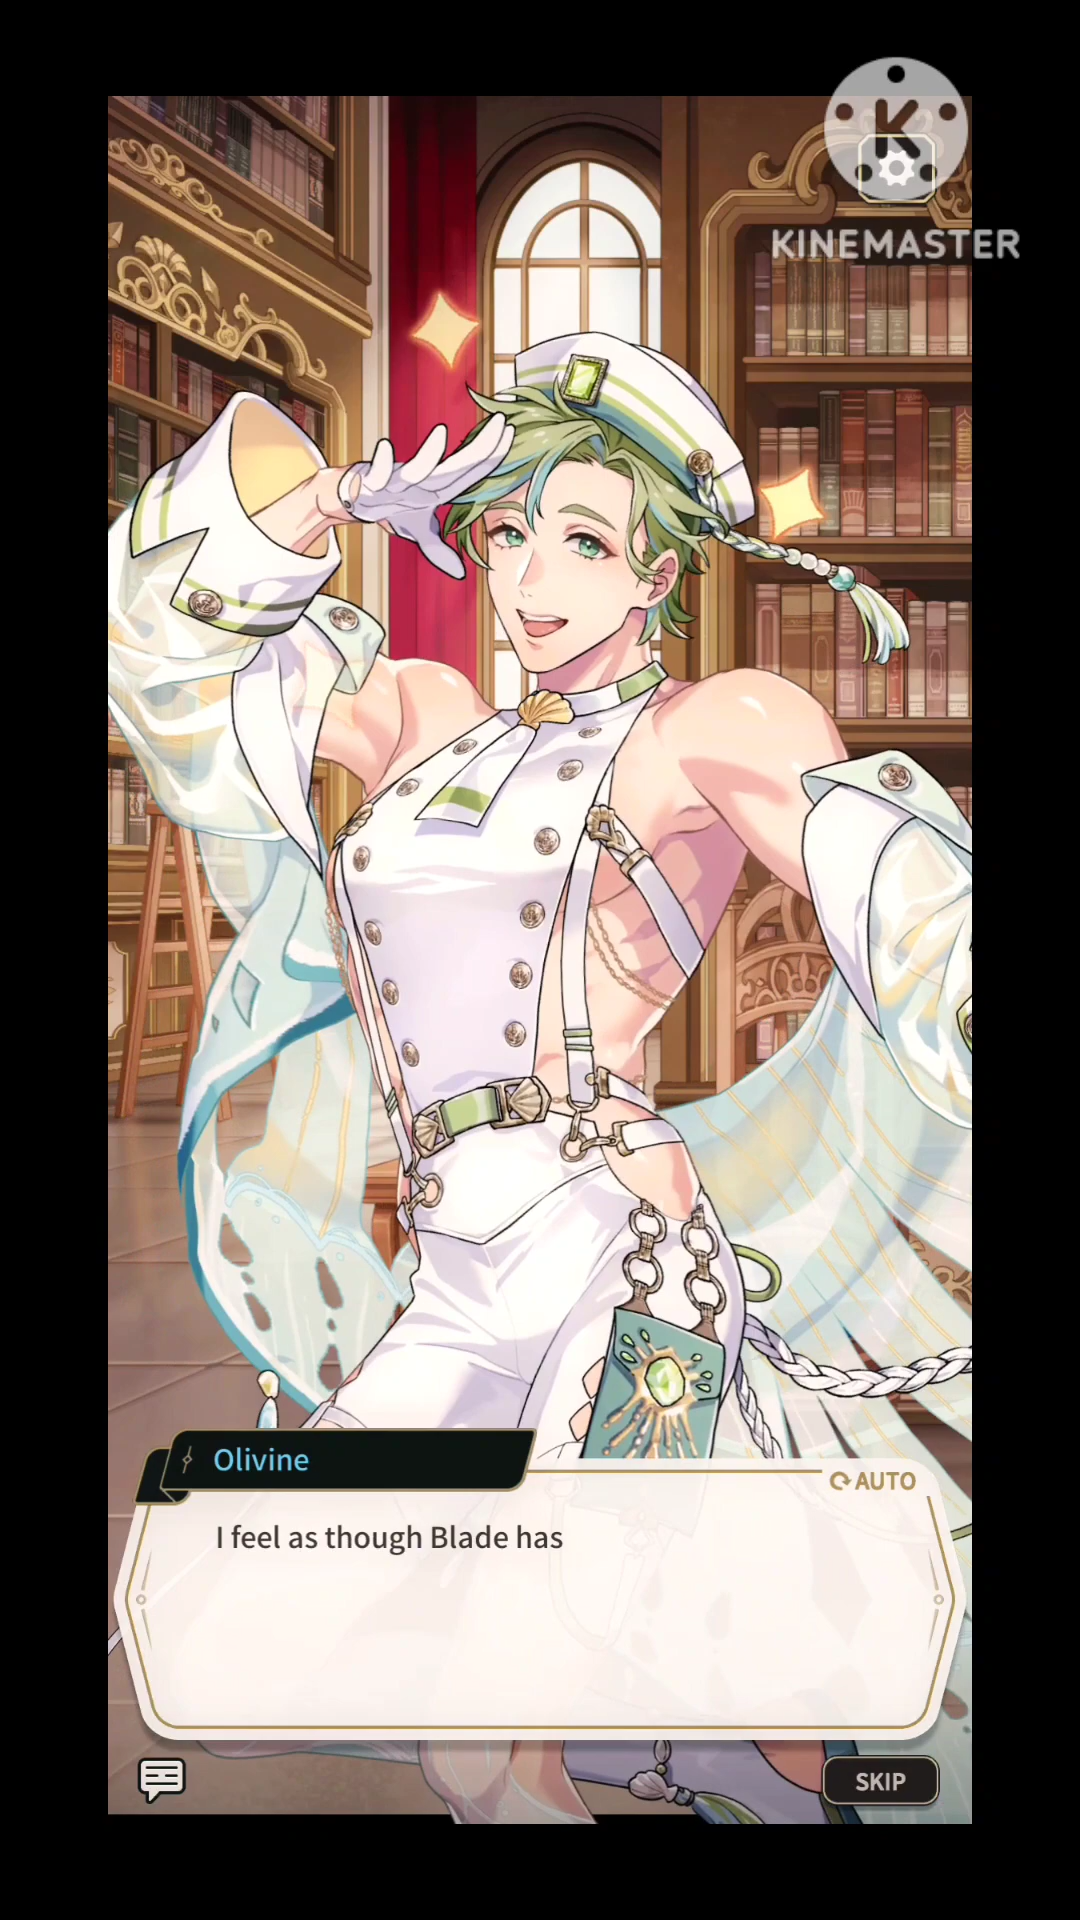 K
KINEMASTER
Olivine
AUTO
I feel as though Blade has
SKIP